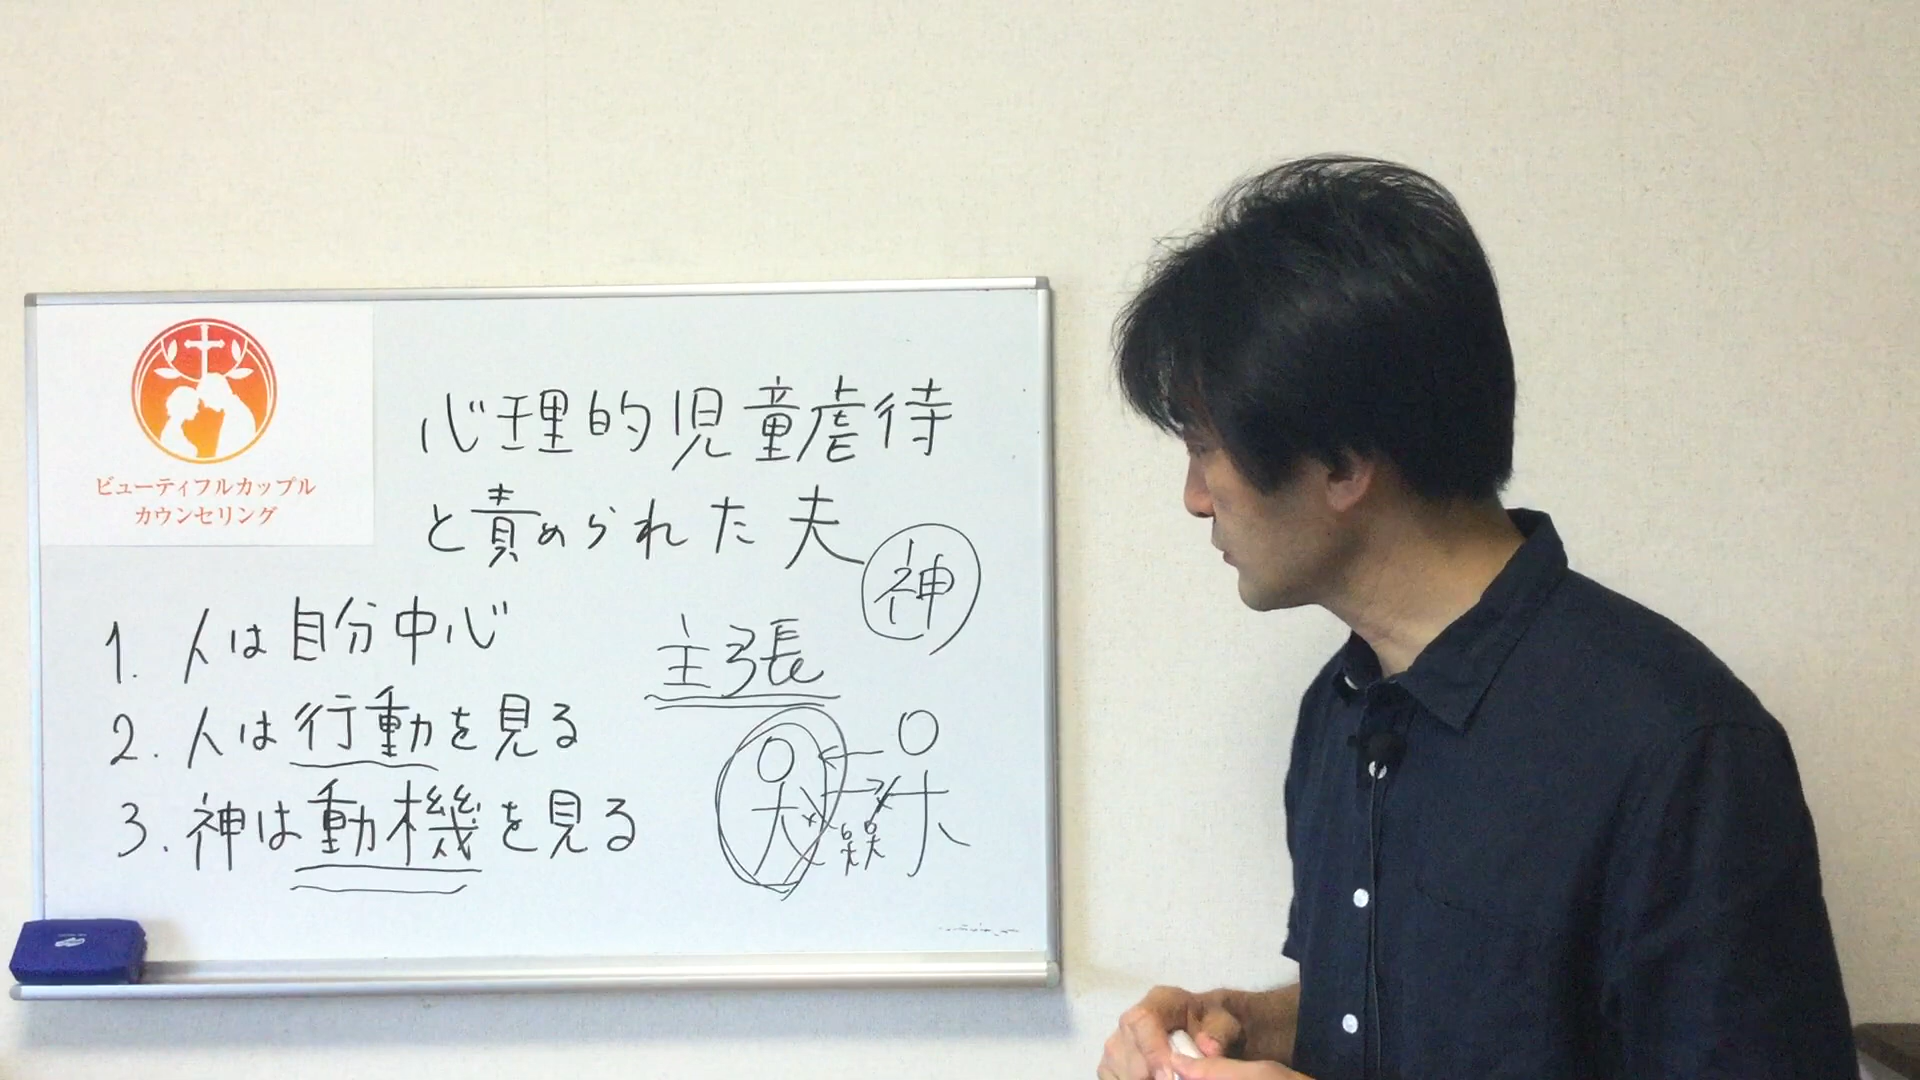 ビューティフルカップル
カウンセリング
心理的児童虐待
と責められた夫
神
1. 人は自分中心
主張
2. 人は行動を見る
3. 神は動機を見る